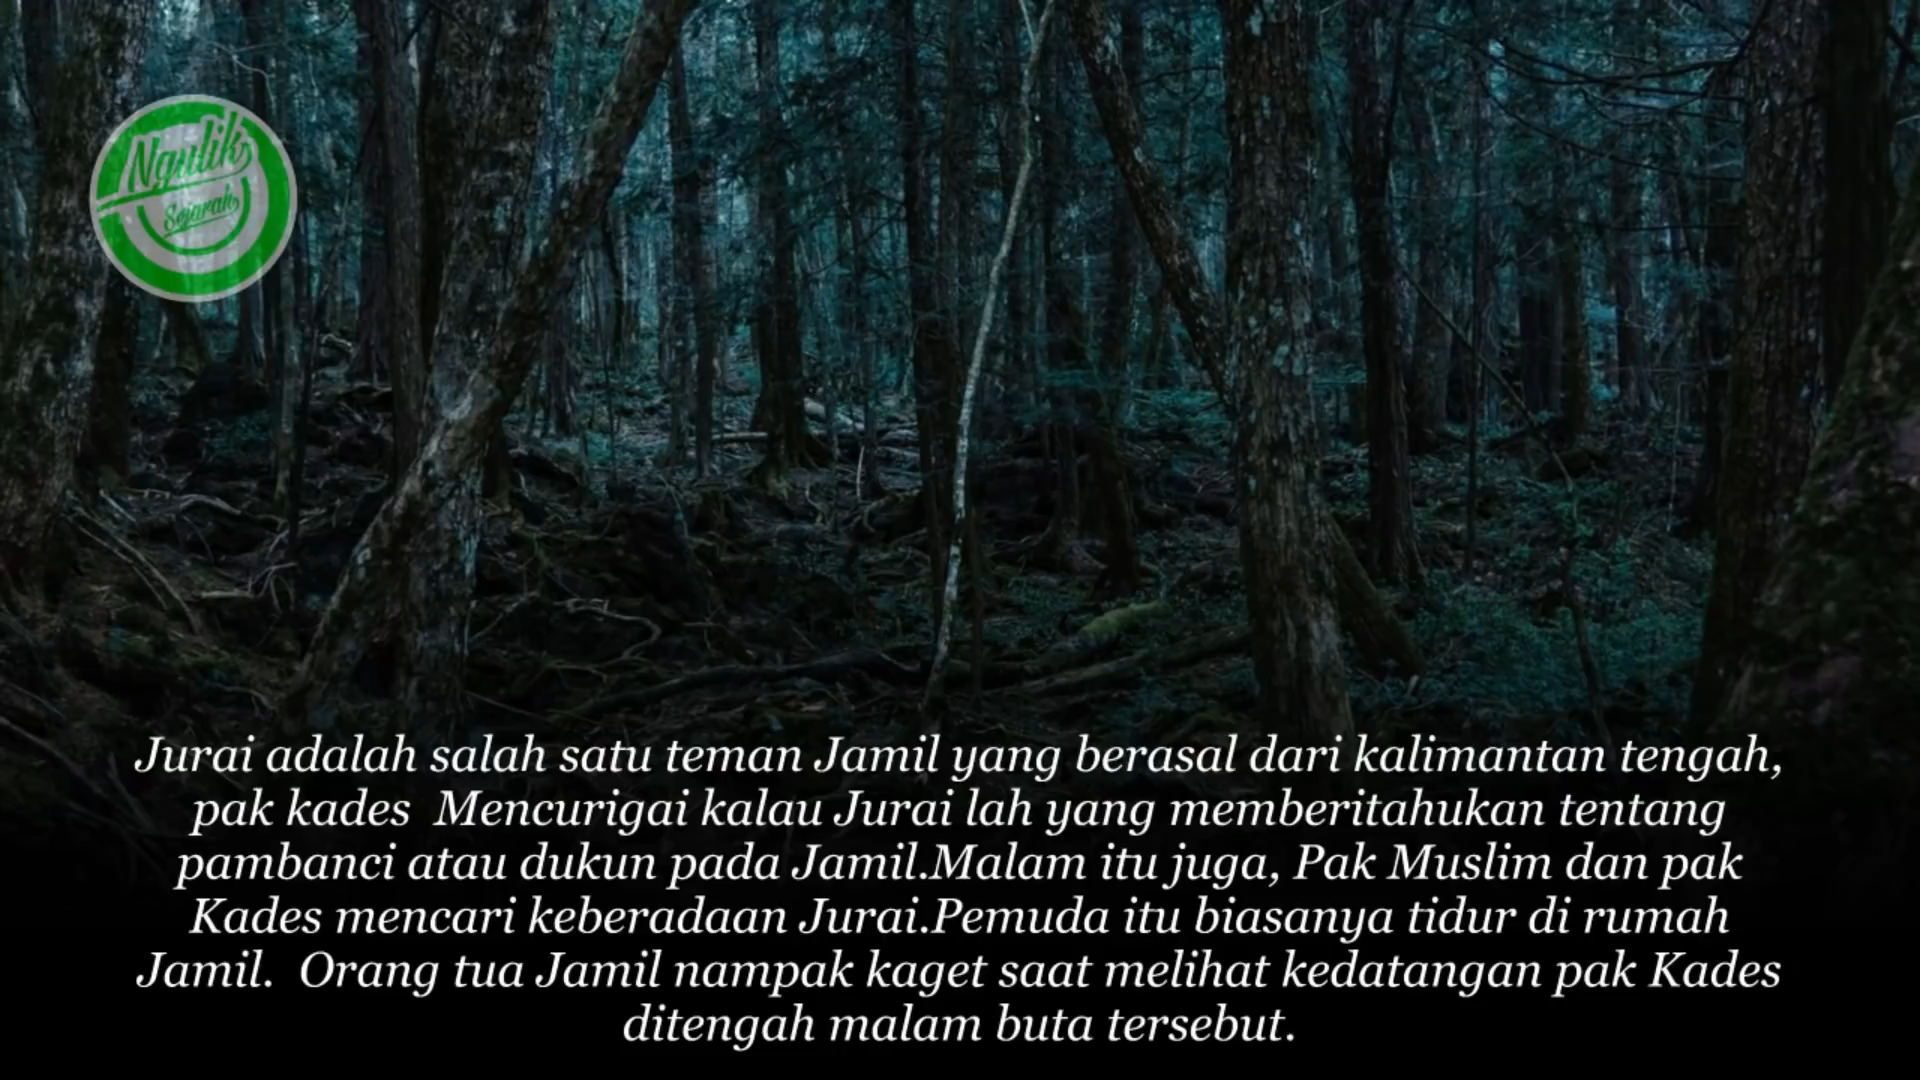 Ngulik
Sejarah
Jurai adalah salah satu teman Jamil yang berasal dari kalimantan tengah,
pak kades  Mencurigai kalau Jurai lah yang memberitahukan tentang
pambanci atau dukun pada Jamil.Malam itu juga, Pak Muslim dan pak
Kades mencari keberadaan Jurai.Pemuda itu biasanya tidur di rumah
Jamil.  Orang tua Jamil nampak kaget saat melihat kedatangan pak Kades
ditengah malam buta tersebut.